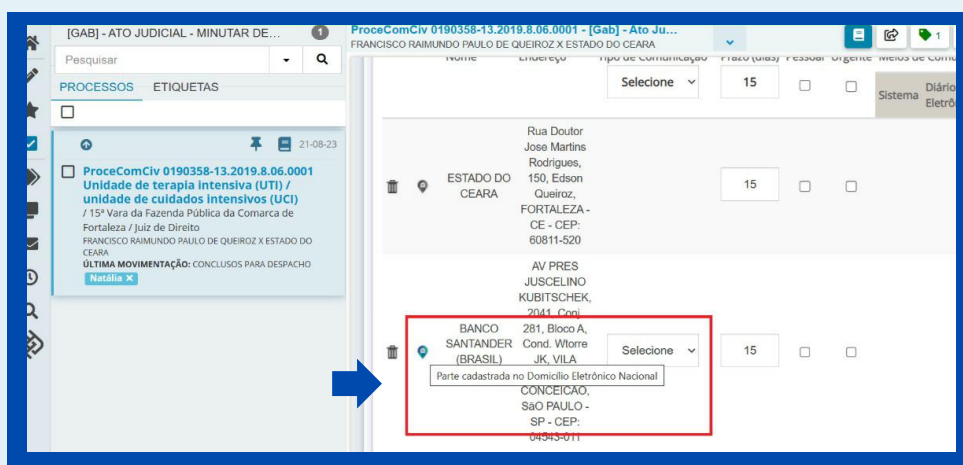 [GAB] - ATO JUDICIAL - MINUTAR DE... 1
Pesquisar
PROCESSOS ETIQUETAS
21-08-23
ProceComCiv 0190358-13.2019.8.06.0001
Unidade de terapia intensiva (UTI) /
unidade de cuidados intensivos (UCI)
/ 15ª Vara da Fazenda Pública da Comarca de
Fortaleza / Juiz de Direito
FRANCISCO RAIMUNDO PAULO DE QUEIROZ X ESTADO DO
CEARA
ÚLTIMA MOVIMENTAÇÃO: CONCLUSOS PARA DESPACHO
Natália X
ProceComCiv 0190358-13.2019.8.06.0001 - [Gab] - Ato Ju...
FRANCISCO RAIMUNDO PAULO DE QUEIROZ X ESTADO DO CEARA
1
Nome Endereço Tipo de Comunicação Prazo (dias) Pessoal Urgente Meios de Comu
Selecione 15
Sistema Diário
Eletrô
Rua Doutor
Jose Martins
Rodrigues,
ESTADO DO 150, Edson 15
CEARA Queiroz,
FORTALEZA -
CE - CEP:
60811-520
AV PRES
JUSCELINO
KUBITSCHEK,
2041, Conj
BANCO 281, Bloco A,
SANTANDER Cond. Wtorre Selecione 15
(BRASIL) JK, VILA
Parte cadastrada no Domicílio Eletrônico Nacional
CONCEICAO,
SãO PAULO -
SP - CEP:
04543-011